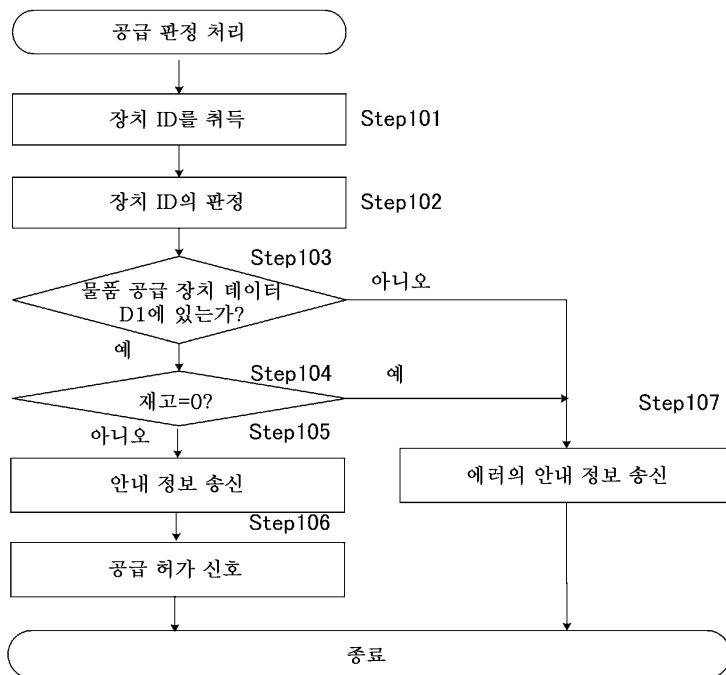 공급 판정 처리
장치 ID를 취득
Step101
장치 ID의 판정
Step102
Step103
물품 공급 장치 테이터
D1에 있는가?
아니오
예
Step104
재고=0?
예
아니오
Step105
안내 정보 송신
Step107
에러의 안내 정보 송신
Step106
공급 허가 신호
종료